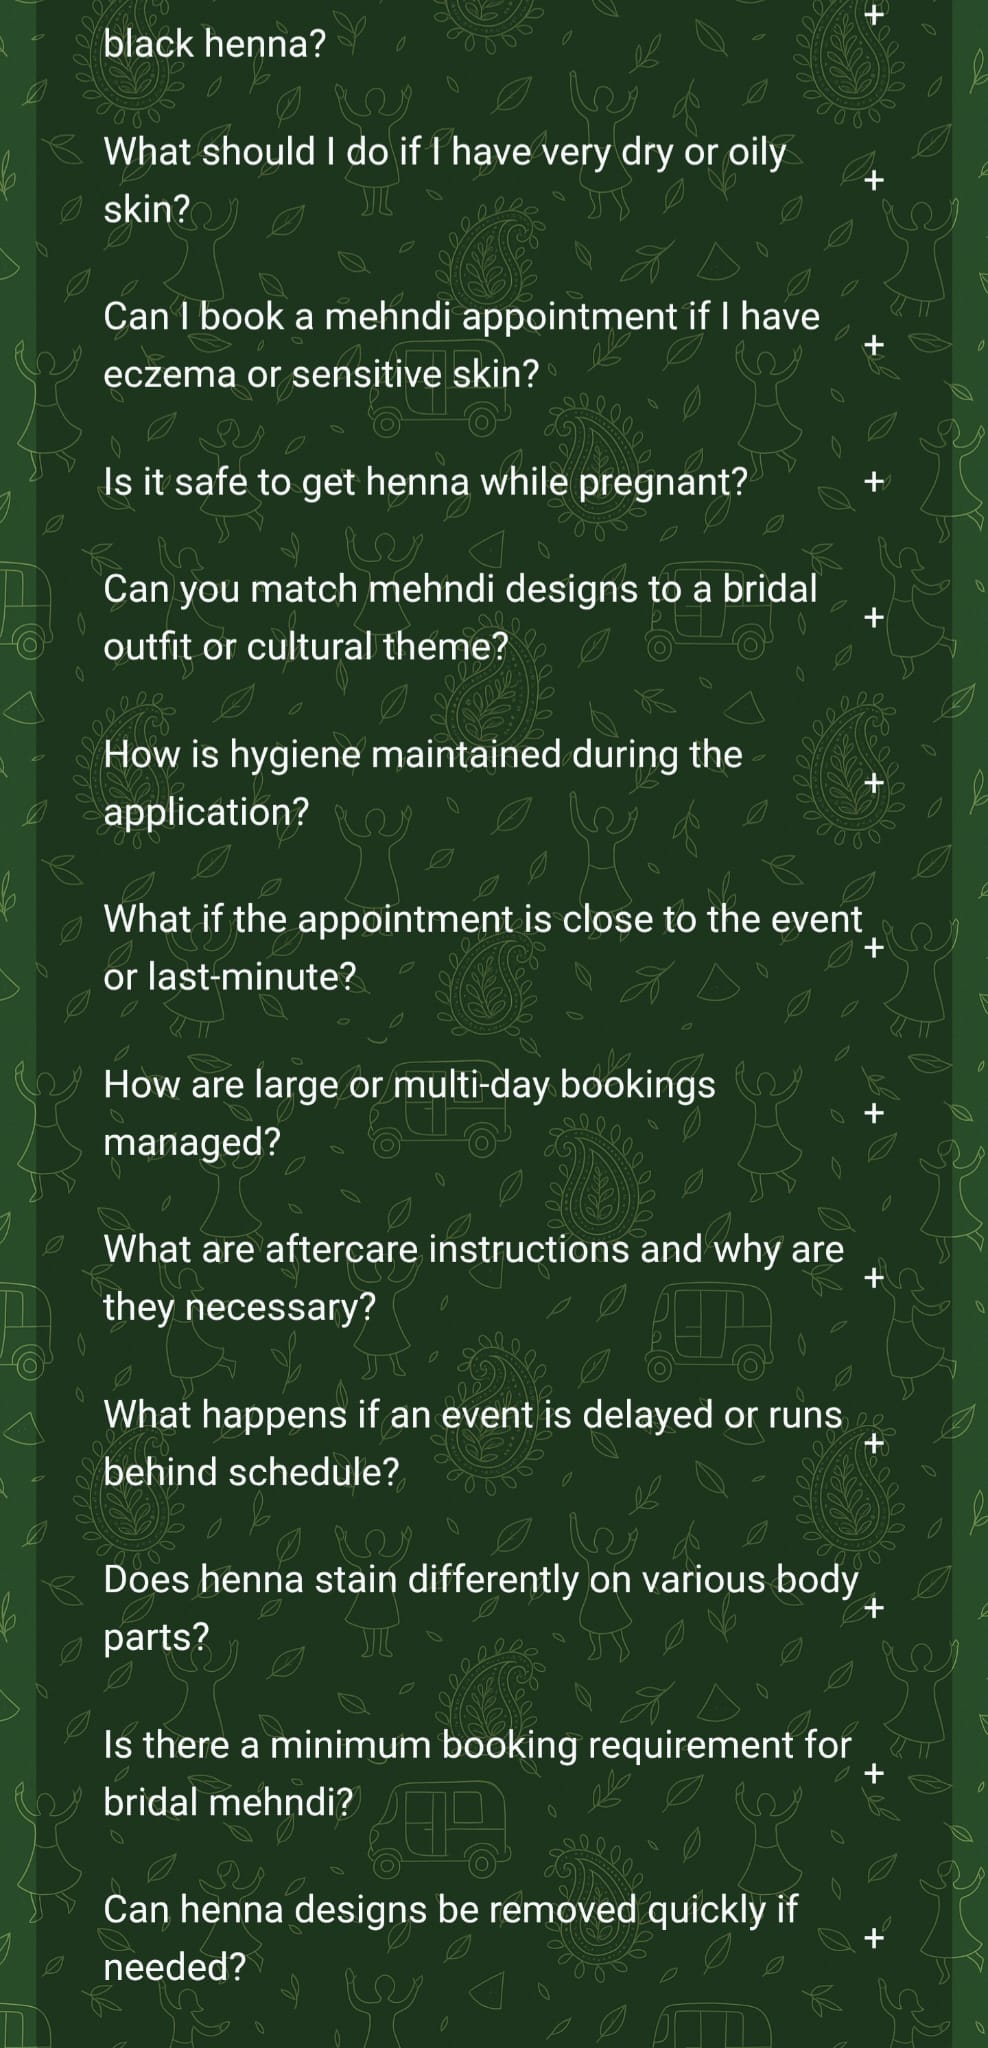 black henna?
+
What should I do if I have very dry or oily
skin?
+
Can I book a mehndi appointment if I have
eczema or sensitive skin?
+
Is it safe to get henna while pregnant?
+
Can you match mehndi designs to a bridal
outfit or cultural theme?
+
How is hygiene maintained during the
application?
+
What if the appointment is close to the event
or last-minute?
+
How are large or multi-day bookings
managed?
+
What are aftercare instructions and why are
they necessary?
+
What happens if an event is delayed or runs
behind schedule?
+
Does henna stain differently on various body
parts?
+
Is there a minimum booking requirement for
bridal mehndi?
+
Can henna designs be removed quickly if
needed?
+